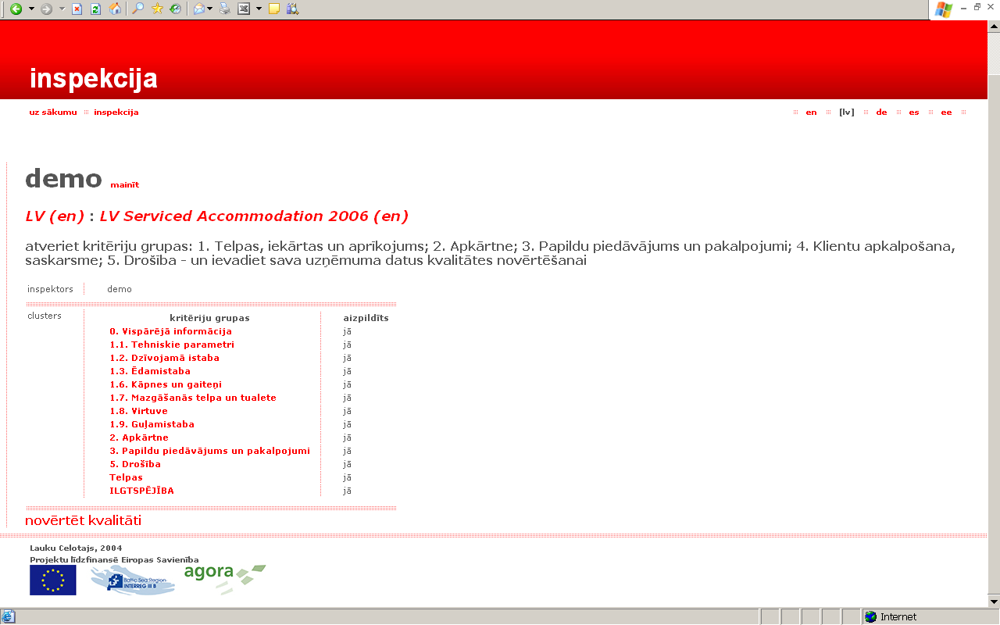 inspekcija
uz sākumu inspekcija en [lv] de es ee
demo mainīt
LV (en) : LV Serviced Accommodation 2006 (en)
atveriet kritēriju grupas: 1. Telpas, iekārtas un aprīkojums; 2. Apkārtne; 3. Papildu piedāvājums un pakalpojumi; 4. Klientu apkalpošana,
saskarsme; 5. Drošība - un ievadiet sava uzņēmuma datus kvalitātes novērtēšanai
inspektors demo
clusters kritēriju grupas aizpildīts
0. Vispārējā informācija jā
1.1. Tehniskie parametri jā
1.2. Dzīvojamā istaba jā
1.3. Ēdamistaba jā
1.6. Kāpnes un gaiteņi jā
1.7. Mazgāšanās telpa un tualete jā
1.8. Virtuve jā
1.9. Guļamistaba jā
2. Apkārtne jā
3. Papildu piedāvājums un pakalpojumi jā
5. Drošība jā
Telpas jā
ILGTSPĒJĪBA jā
novērtēt kvalitāti
Lauku Celotajs, 2004
Projektu līdzfinansē Eiropas Savienība
Baltic Sea Region
INTERREG III B
agora
Internet